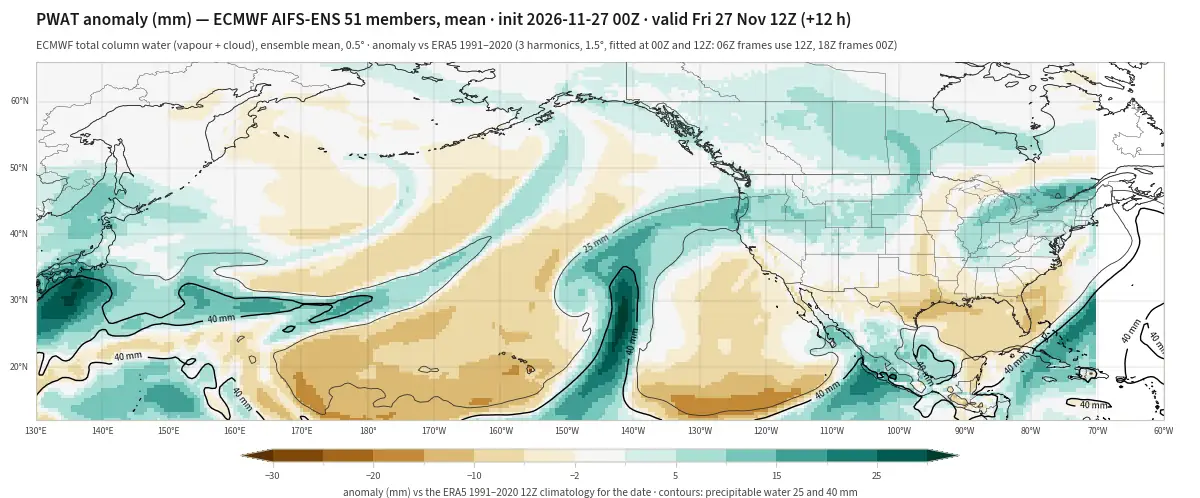 PWAT anomaly (mm) — ECMWF AIFS-ENS 51 members, mean · init 2026-11-27 00Z · valid Fri 27 Nov 12Z (+12 h)
ECMWF total column water (vapour + cloud), ensemble mean, 0.5° · anomaly vs ERA5 1991–2020 (3 harmonics, 1.5°, fitted at 00Z and 12Z: 06Z frames use 12Z, 18Z frames 00Z)
60°N
50°N
40°N
30°N
20°N
25 mm
40 mm
40 mm
40 mm
40 mm
40 mm
40 mm
40 mm
40 mm
40 mm
40 mm
130°E 140°E 150°E 160°E 170°E 180° 170°W 160°W 150°W 140°W 130°W 120°W 110°W 100°W 90°W 80°W 70°W 60°W
−30 −20 −10 −2 5 15 25
anomaly (mm) vs the ERA5 1991–2020 12Z climatology for the date · contours: precipitable water 25 and 40 mm